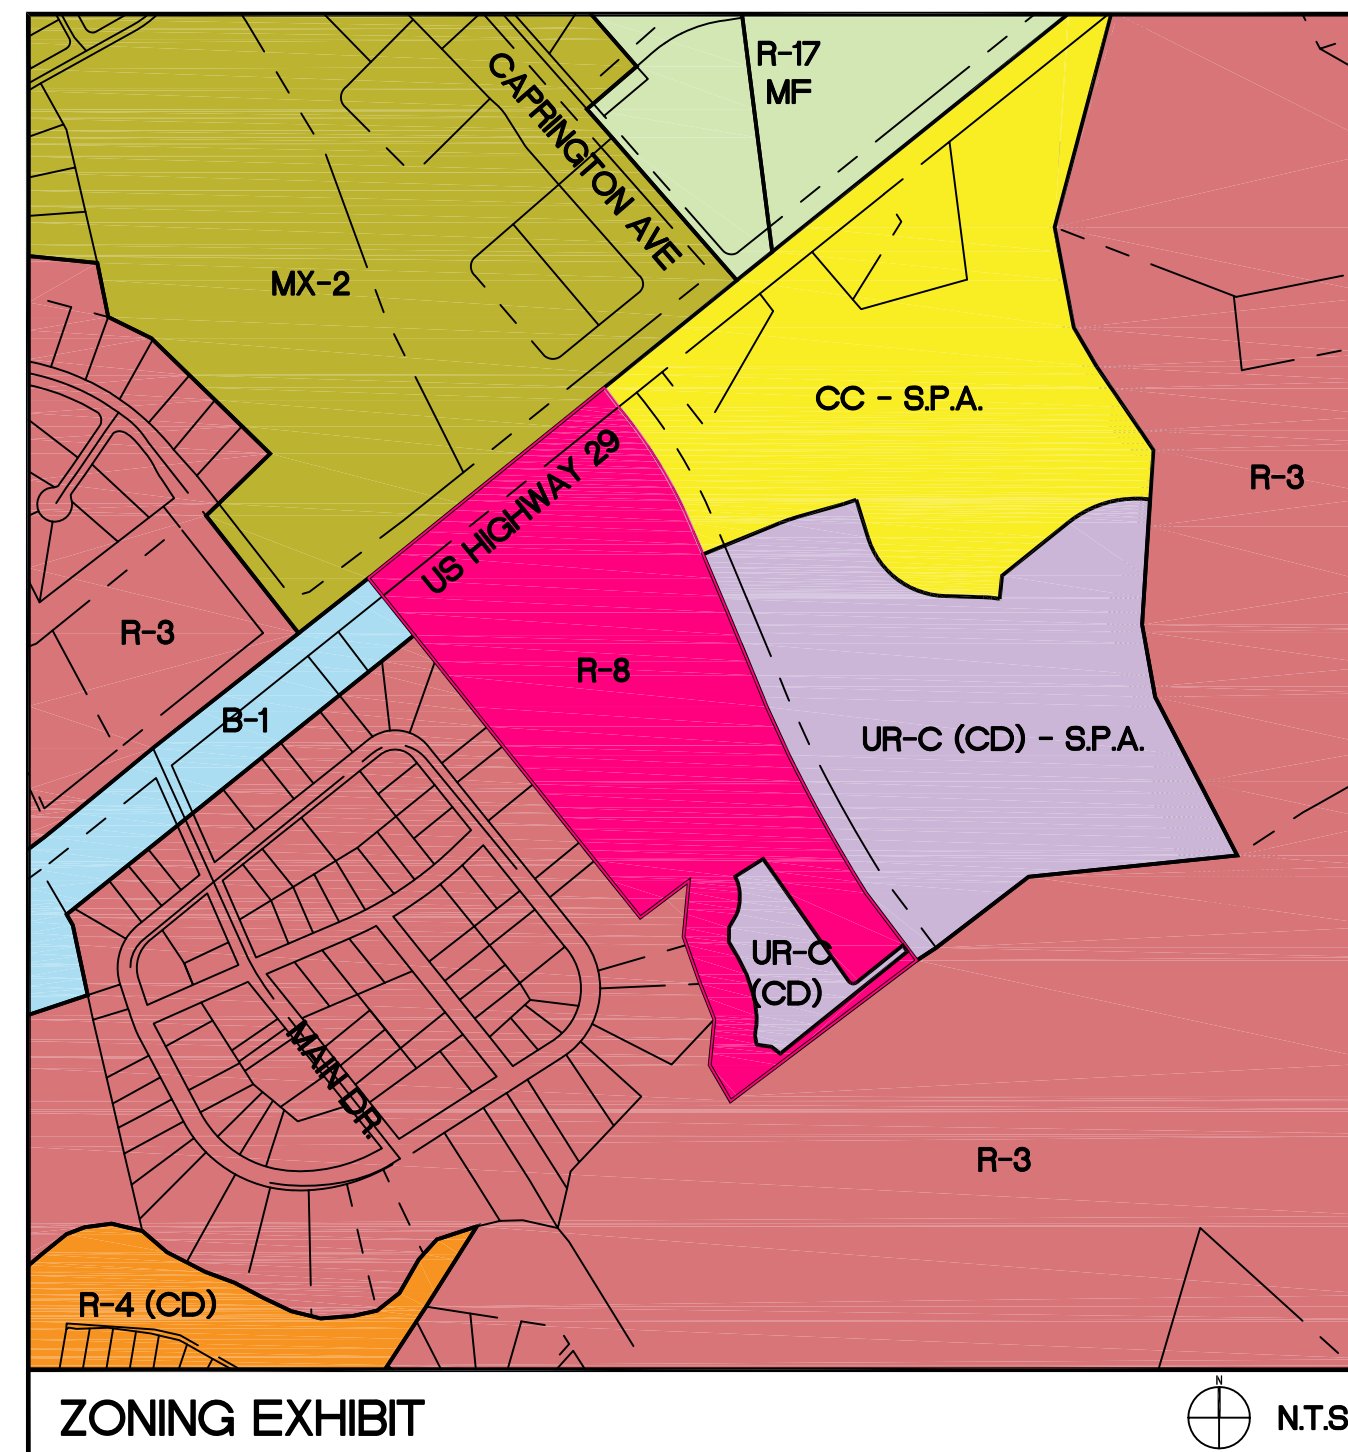 R-17
MF
CAPRINGTON AVE
MX-2
CC - S.P.A.
US HIGHWAY 29
R-3
R-3
R-8
B-1
UR-C (CD) - S.P.A.
UR-C
(CD)
MAIN DR.
R-3
R-4 (CD)
ZONING EXHIBIT
N
N.T.S